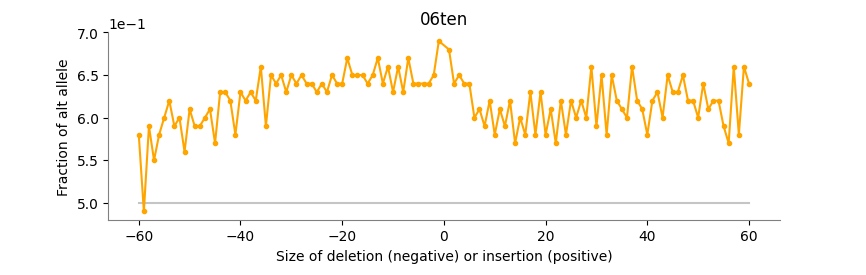 06ten
1e−1
7.0
6.5
6.0
5.5
5.0
Fraction of alt allele
−60 −40 −20 0 20 40 60
Size of deletion (negative) or insertion (positive)